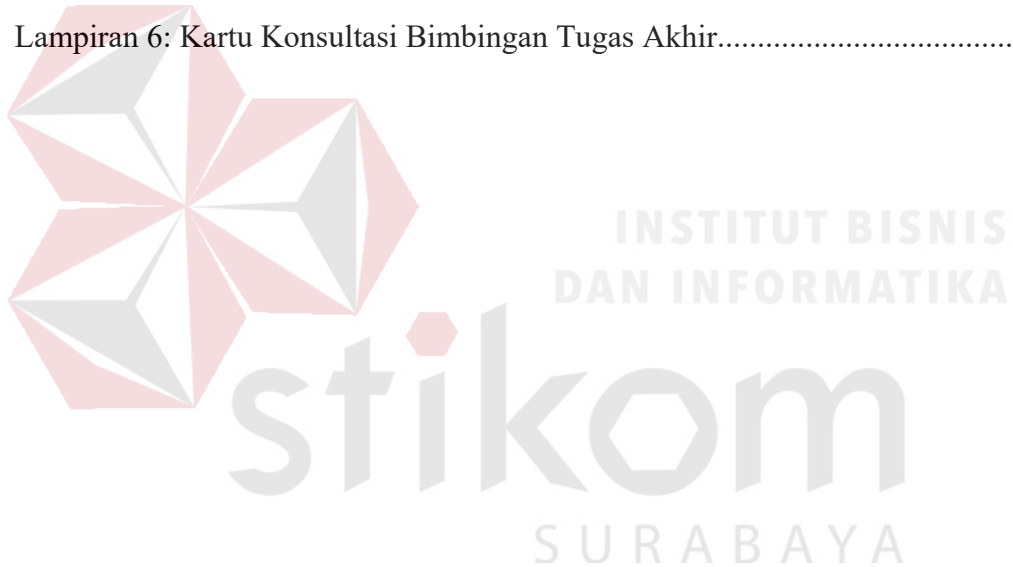 Lampiran 6: Kartu Konsultasi Bimbingan Tugas Akhir....................................
INSTITUT BISNIS
DAN INFORMATIKA
stikom
SURABAYA